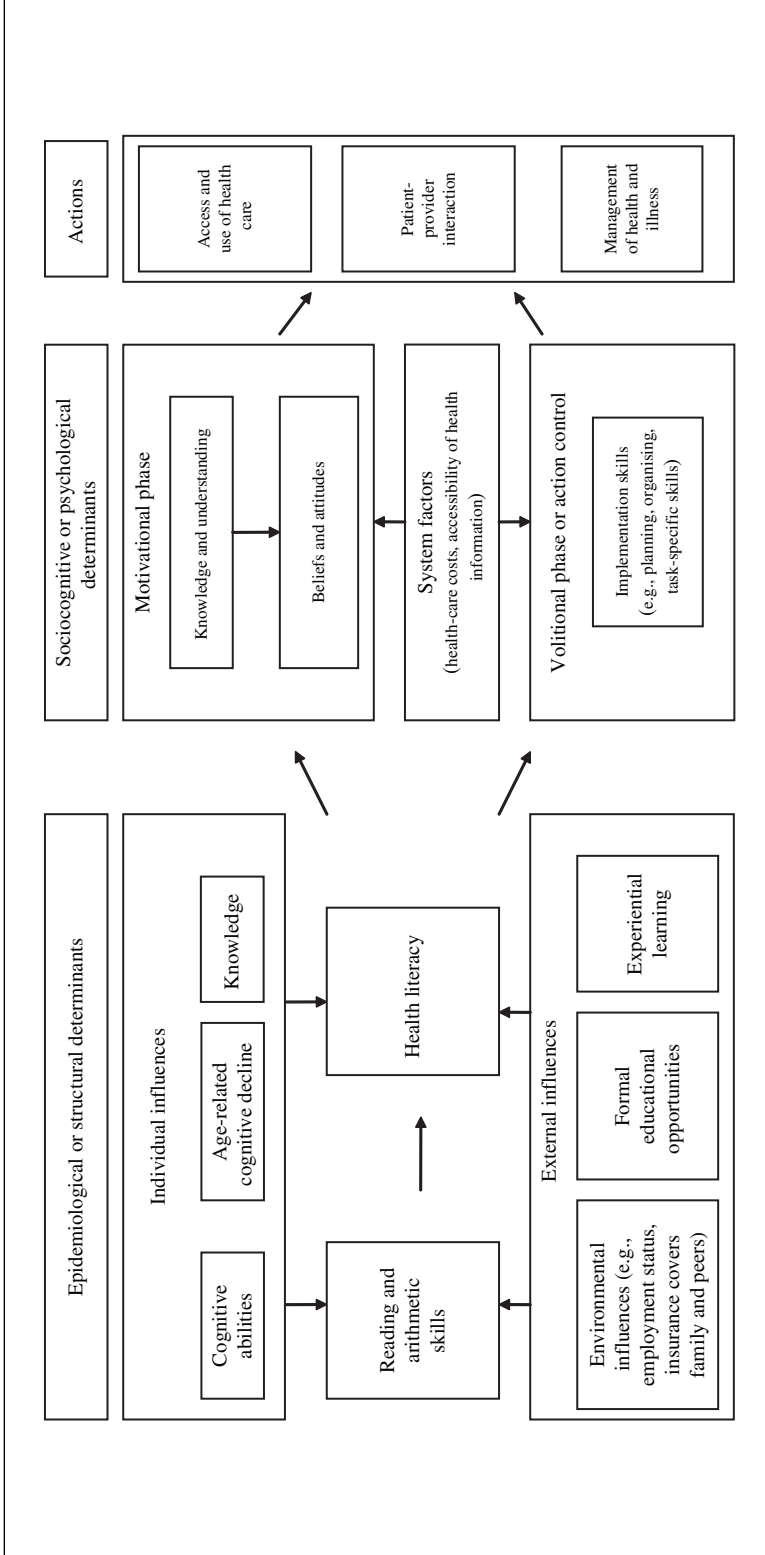 Epidemiological or structural determinants
Individual influences
Cognitive
abilities
Age-related
cognitive decline
Knowledge
Reading and
arithmetic
skills
Health literacy
External influences
Environmental
influences (e.g.,
employment status,
insurance covers
family and peers)
Formal
educational
opportunities
Experiential
learning
Sociocognitive or psychological
determinants
Motivational phase
Knowledge and understanding
Beliefs and attitudes
System factors
(health-care costs, accessibility of health
information)
Volitional phase or action control
Implementation skills
(e.g., planning, organising,
task-specific skills)
Actions
Access and
use of health
care
Patient-
provider
interaction
Management
of health and
illness